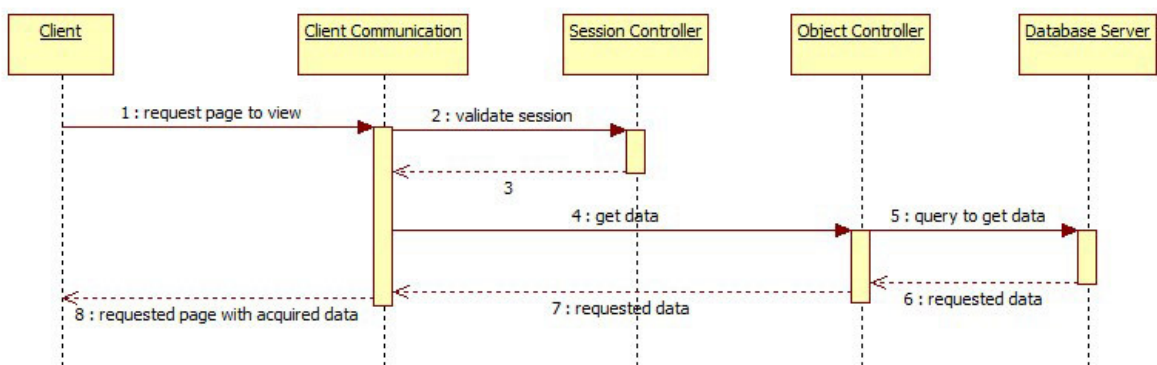 Client
Client Communication
Session Controller
Object Controller
Database Server
1 : request page to view
2 : validate session
3
4 : get data
5 : query to get data
6 : requested data
7 : requested data
8 : requested page with acquired data